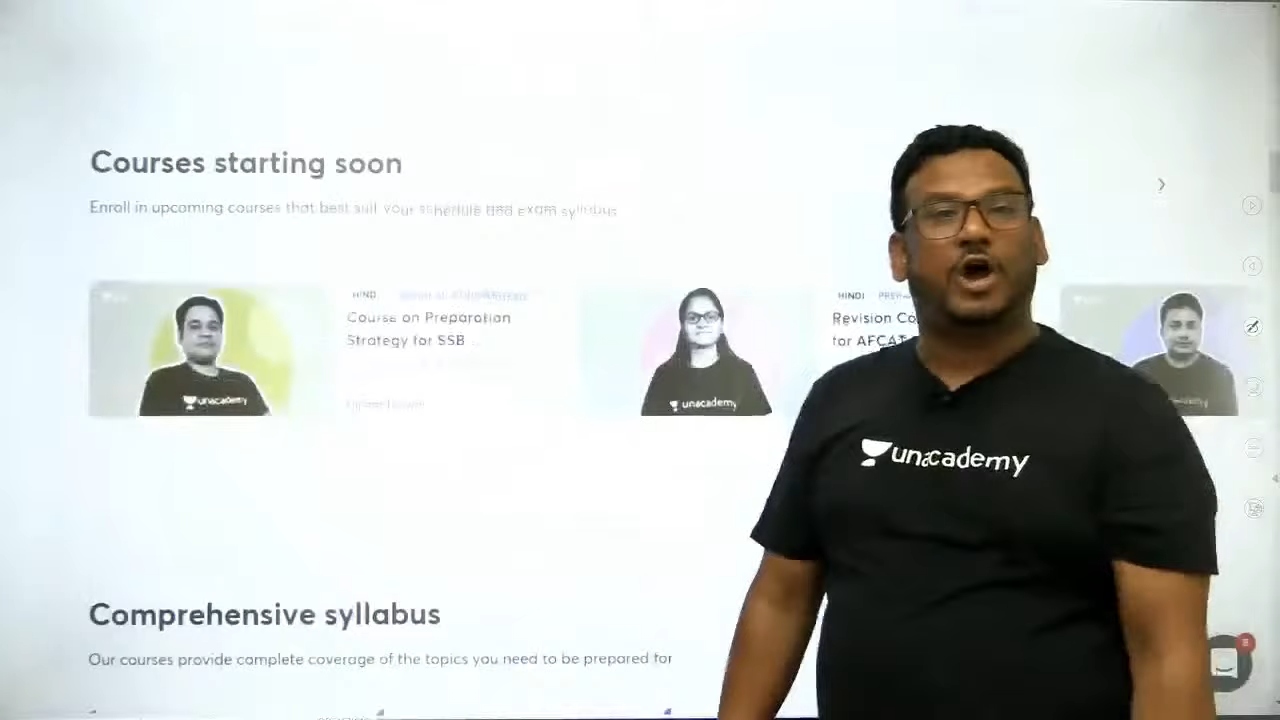 Courses starting soon
Enroll in upcoming courses that best suit your schedule and exam syllabus
HINDI
Course on Preparation
Strategy for SSB
unacademy
HINDI
Revision Co
for AFCAT
unacademy
unacademy
Comprehensive syllabus
Our courses provide complete coverage of the topics you need to be prepared for
8